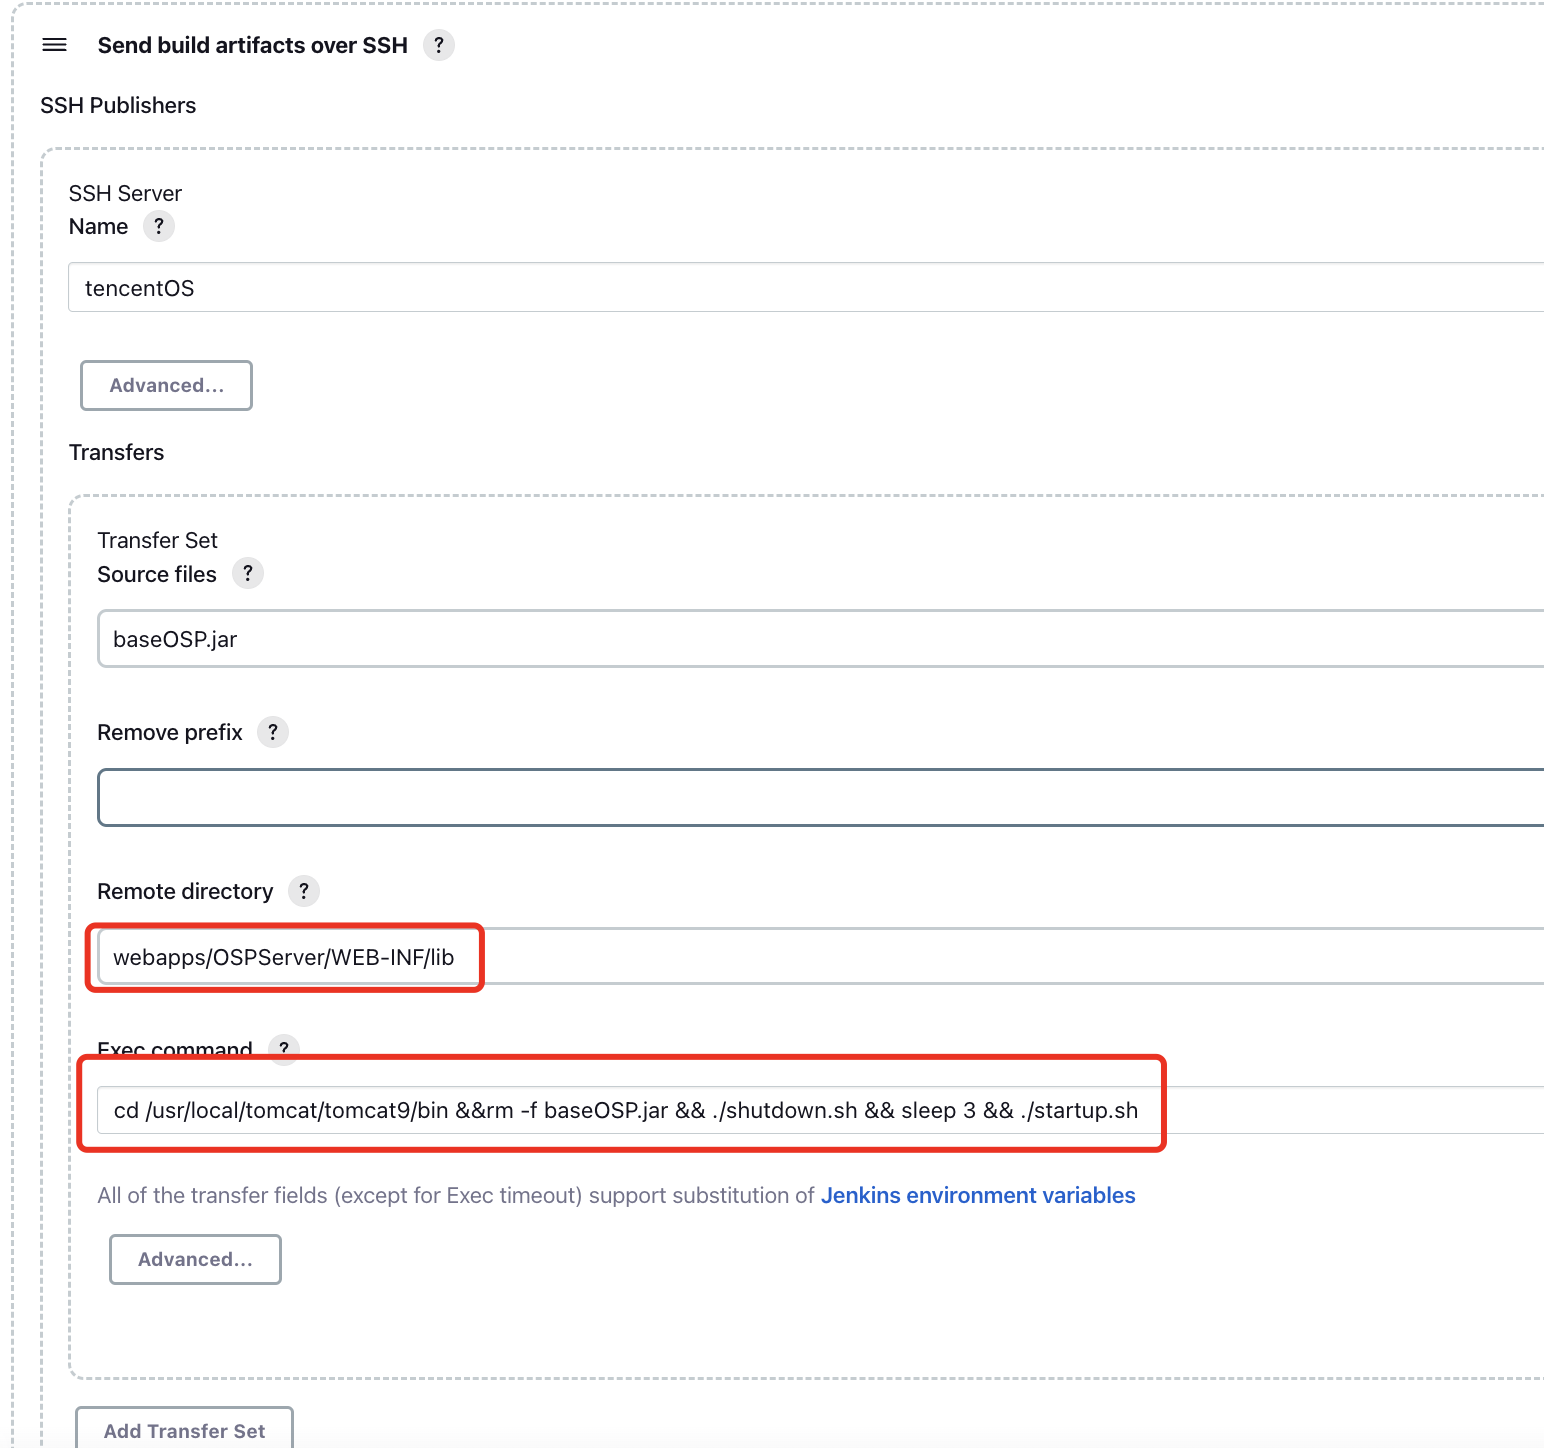 Send build artifacts over SSH ?
SSH Publishers
SSH Server
Name ?
tencentOS
Advanced...
Transfers
Transfer Set
Source files ?
baseOSP.jar
Remove prefix ?
Remote directory ?
webapps/OSPServer/WEB-INF/lib
Exec command ?
cd /usr/local/tomcat/tomcat9/bin &&rm -f baseOSP.jar && ./shutdown.sh && sleep 3 && ./startup.sh
All of the transfer fields (except for Exec timeout) support substitution of Jenkins environment variables
Advanced...
Add Transfer Set